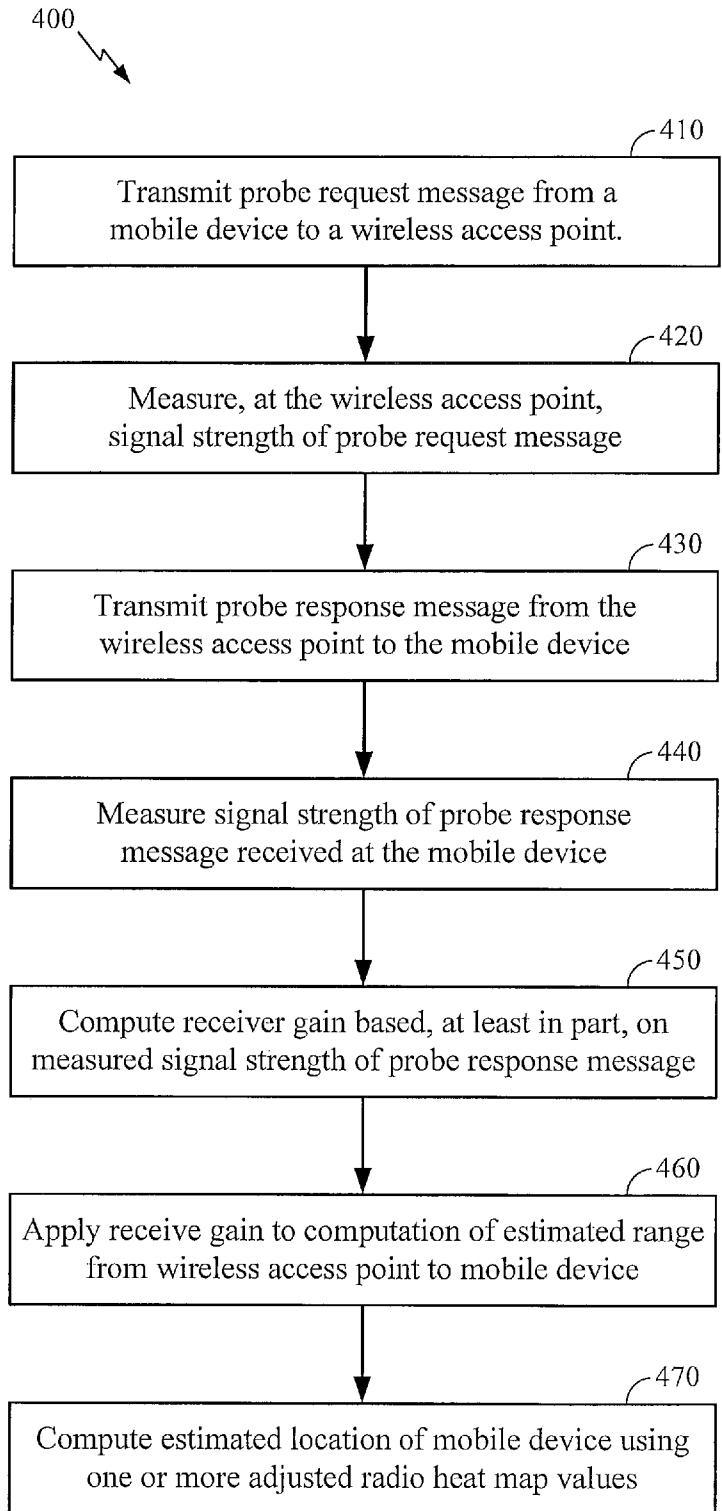 400
410
Transmit probe request message from a
mobile device to a wireless access point.
420
Measure, at the wireless access point,
signal strength of probe request message
430
Transmit probe response message from the
wireless access point to the mobile device
440
Measure signal strength of probe response
message received at the mobile device
450
Compute receiver gain based, at least in part, on
measured signal strength of probe response message
460
Apply receive gain to computation of estimated range
from wireless access point to mobile device
470
Compute estimated location of mobile device using
one or more adjusted radio heat map values